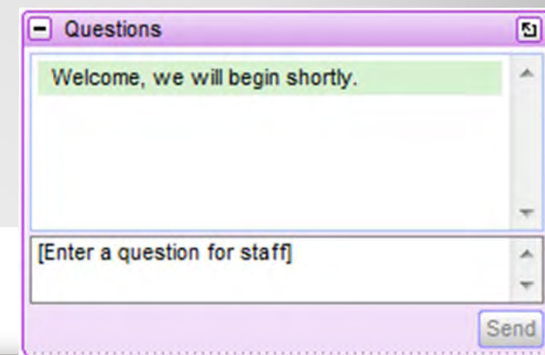 Questions
Welcome, we will begin shortly.
[Enter a question for staff]
Send